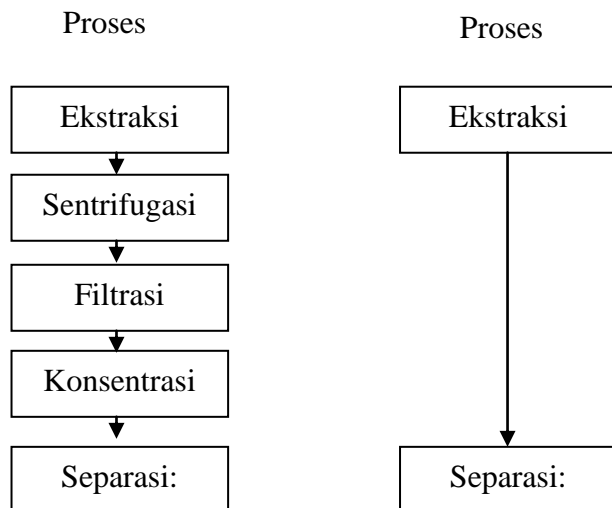 Proses
Ekstraksi
Sentrifugasi
Filtrasi
Konsentrasi
Separasi:
Proses
Ekstraksi
Separasi: